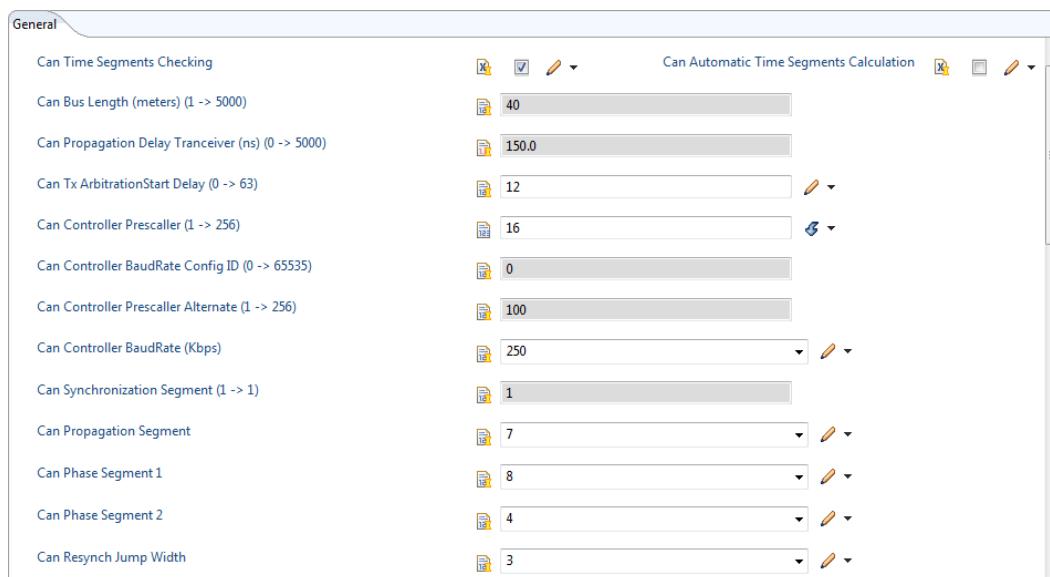 General
Can Time Segments Checking Can Automatic Time Segments Calculation
Can Bus Length (meters) (1 -> 5000) 40
Can Propagation Delay Tranceiver (ns) (0 -> 5000) 150.0
Can Tx ArbitrationStart Delay (0 -> 63) 12
Can Controller Prescaller (1 -> 256) 16
Can Controller BaudRate Config ID (0 -> 65535) 0
Can Controller Prescaller Alternate (1 -> 256) 100
Can Controller BaudRate (Kbps) 250
Can Synchronization Segment (1 -> 1) 1
Can Propagation Segment 7
Can Phase Segment 1 8
Can Phase Segment 2 4
Can Resynch Jump Width 3